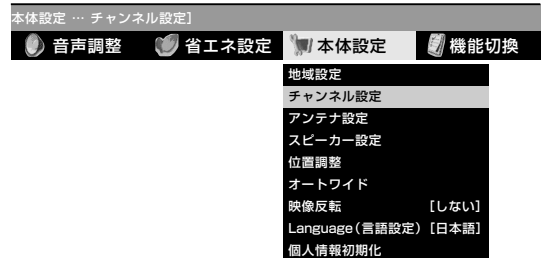 本体設定 … チャンネル設定]
音声調整 省エネ設定 本体設定 機能切換
地域設定
チャンネル設定
アンテナ設定
スピーカー設定
位置調整
オートワイド
映像反転 [しない]
Language(言語設定) [日本語]
個人情報初期化